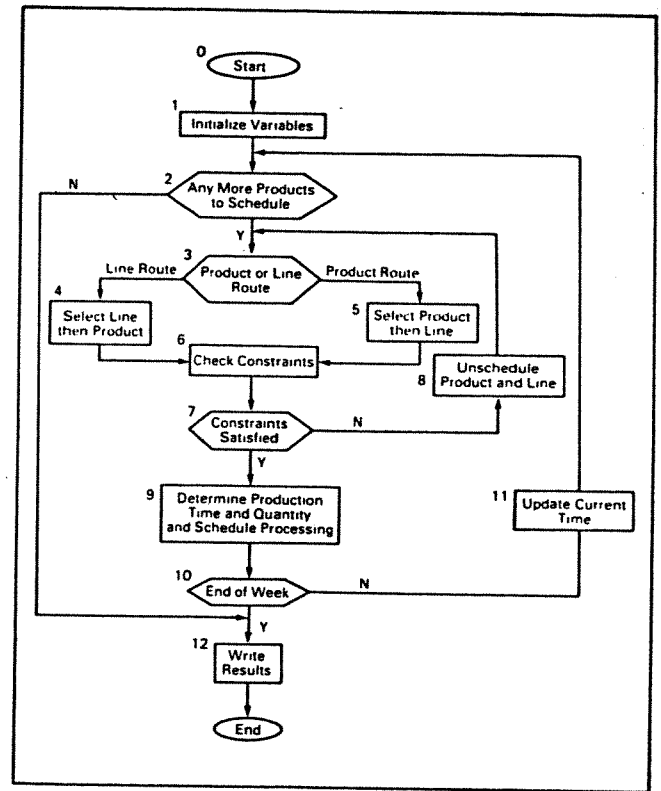 0
Start
1
Initialize Variables
N
2
Any More Products
to Schedule
Y
3
Line Route
Product or Line
Route
Product Route
4
Select Line
then Product
5
Select Product
then Line
6
Check Constraints
8
Unschedule
Product and Line
7
Constraints
Satisfied
N
Y
9
Determine Production
Time and Quantity
and Schedule Processing
11
Update Current
Time
10
End of Week
N
Y
12
Write
Results
End